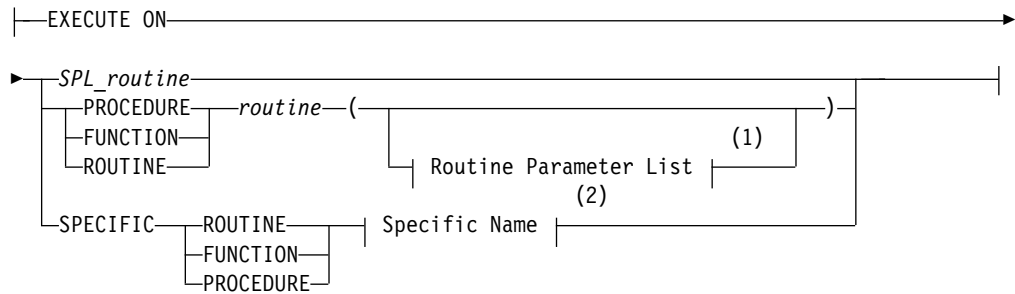 EXECUTE ON
SPL_routine
PROCEDURE routine ( )
FUNCTION (1)
ROUTINE Routine Parameter List
(2)
SPECIFIC ROUTINE Specific Name
FUNCTION
PROCEDURE